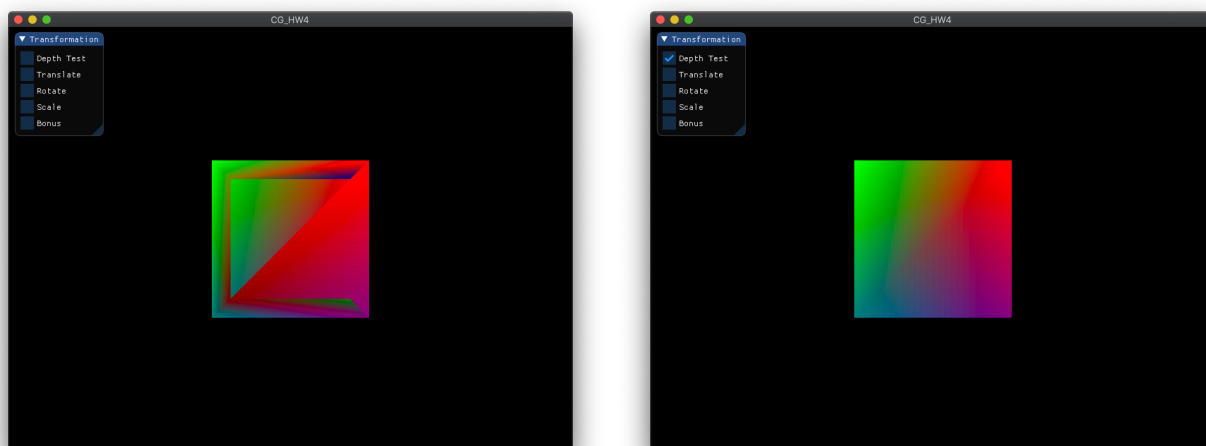 CG_HW4
Transformation
Depth Test
Translate
Rotate
Scale
Bonus
CG_HW4
Transformation
Depth Test
Translate
Rotate
Scale
Bonus